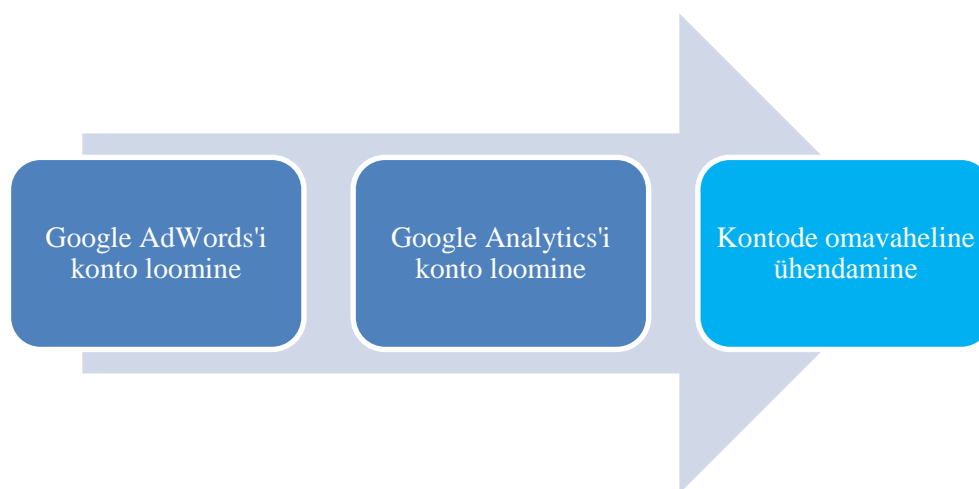 Google AdWords'i
konto loomine
Google Analytics'i
konto loomine
Kontode omavaheline
ühendamine